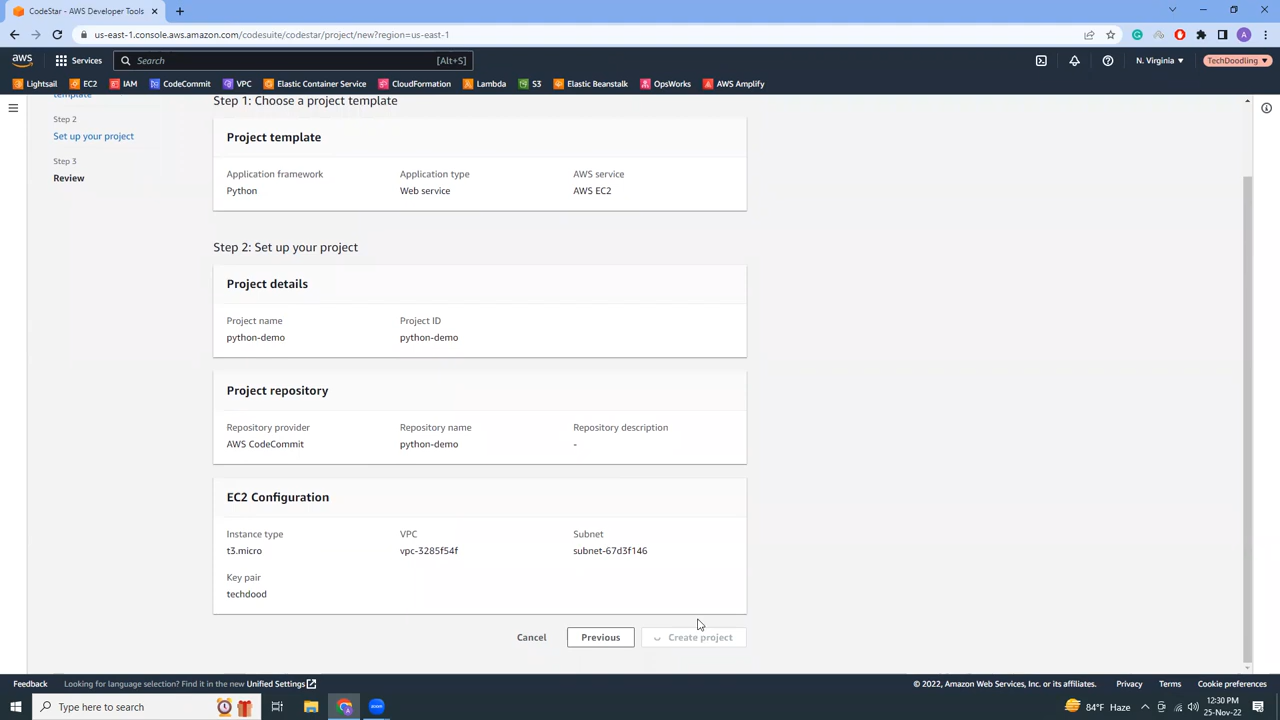 CodeStar - AWS Developer Tools
us-east-1.console.aws.amazon.com/codesuite/codestar/project/new?region=us-east-1
aws Services Search [Alt+S] N. Virginia TechDoodling
Lightsail EC2 IAM CodeCommit VPC Elastic Container Service CloudFormation Lambda S3 Elastic Beanstalk OpsWorks AWS Amplify
template
Step 2
Set up your project
Step 3
Review
Step 1: Choose a project template
Project template
Application framework Application type AWS service
Python Web service AWS EC2
Step 2: Set up your project
Project details
Project name Project ID
python-demo python-demo
Project repository
Repository provider Repository name Repository description
AWS CodeCommit python-demo -
EC2 Configuration
Instance type VPC Subnet
t3.micro vpc-3285f54f subnet-67d3f146
Key pair
techdood
Cancel Previous Create project
Feedback Looking for language selection? Find it in the new Unified Settings © 2022, Amazon Web Services, Inc. or its affiliates. Privacy Terms Cookie preferences
Type here to search zoom 84°F Haze 12:30 PM
25-Nov-22